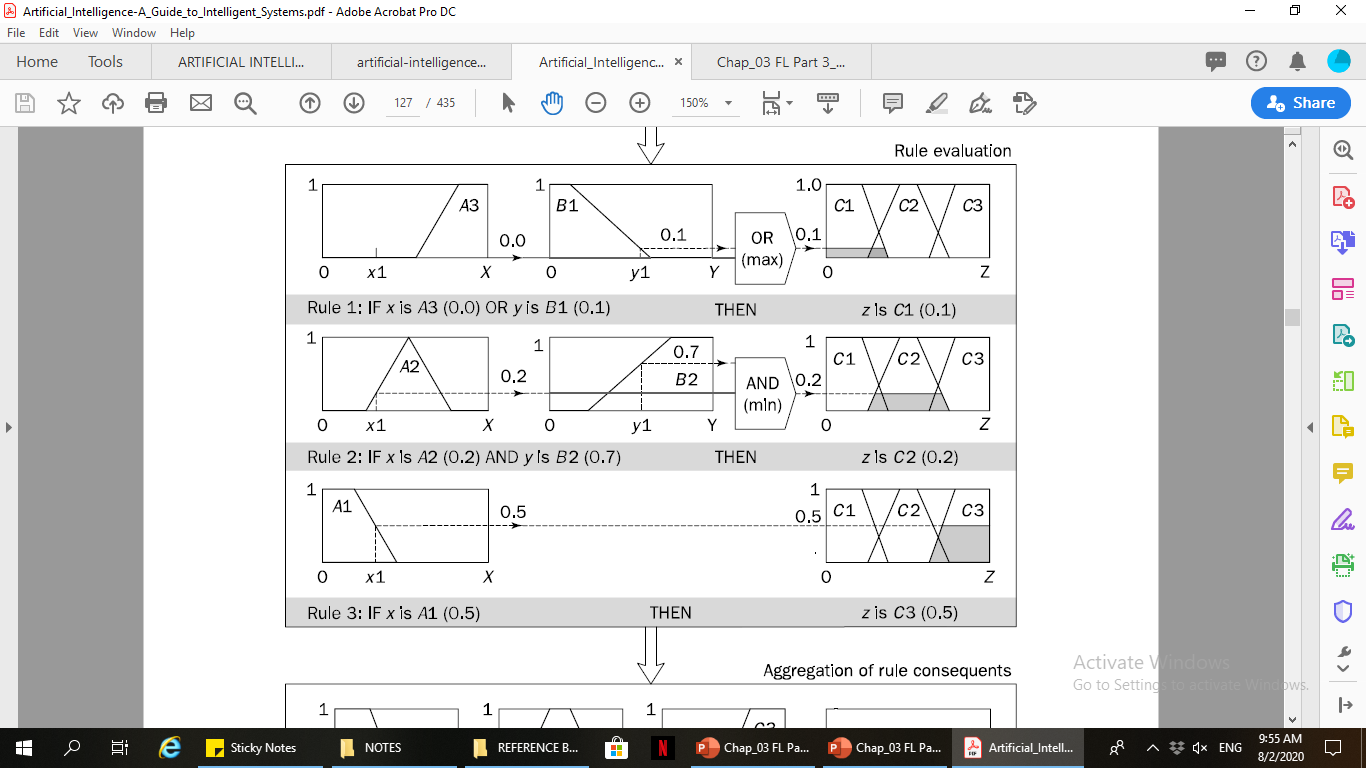 Artificial_Intelligence-A_Guide_to_Intelligent_Systems.pdf - Adobe Acrobat Pro DC
File Edit View Window Help
Home Tools ARTIFICIAL INTELLI... artificial-intelligence... Artificial_Intelligenc... × Chap_03 FL Part 3_...
127 / 435 150% Share
Rule evaluation
1 A3 0.0 1 B1 0.1 OR (max) 0.1 1.0 C1 C2 C3
0 x1 X 0 y1 Y 0 Z
Rule 1: IF x is A3 (0.0) OR y is B1 (0.1) THEN z is C1 (0.1)
1 A2 0.2 1 0.7 B2 AND (min) 0.2 1 C1 C2 C3
0 x1 X 0 y1 Y 0 Z
Rule 2: IF x is A2 (0.2) AND y is B2 (0.7) THEN z is C2 (0.2)
1 A1 0.5 1 0.5 C1 C2 C3
0 x1 X 0 Z
Rule 3: IF x is A1 (0.5) THEN z is C3 (0.5)
Aggregation of rule consequents
1 1 1 C3
Activate Windows
Go to Settings to activate Windows.
Sticky Notes NOTES REFERENCE B... N Chap_03 FL Pa... Chap_03 FL Pa... Artificial_Intell... ENG 9:55 AM
8/2/2020